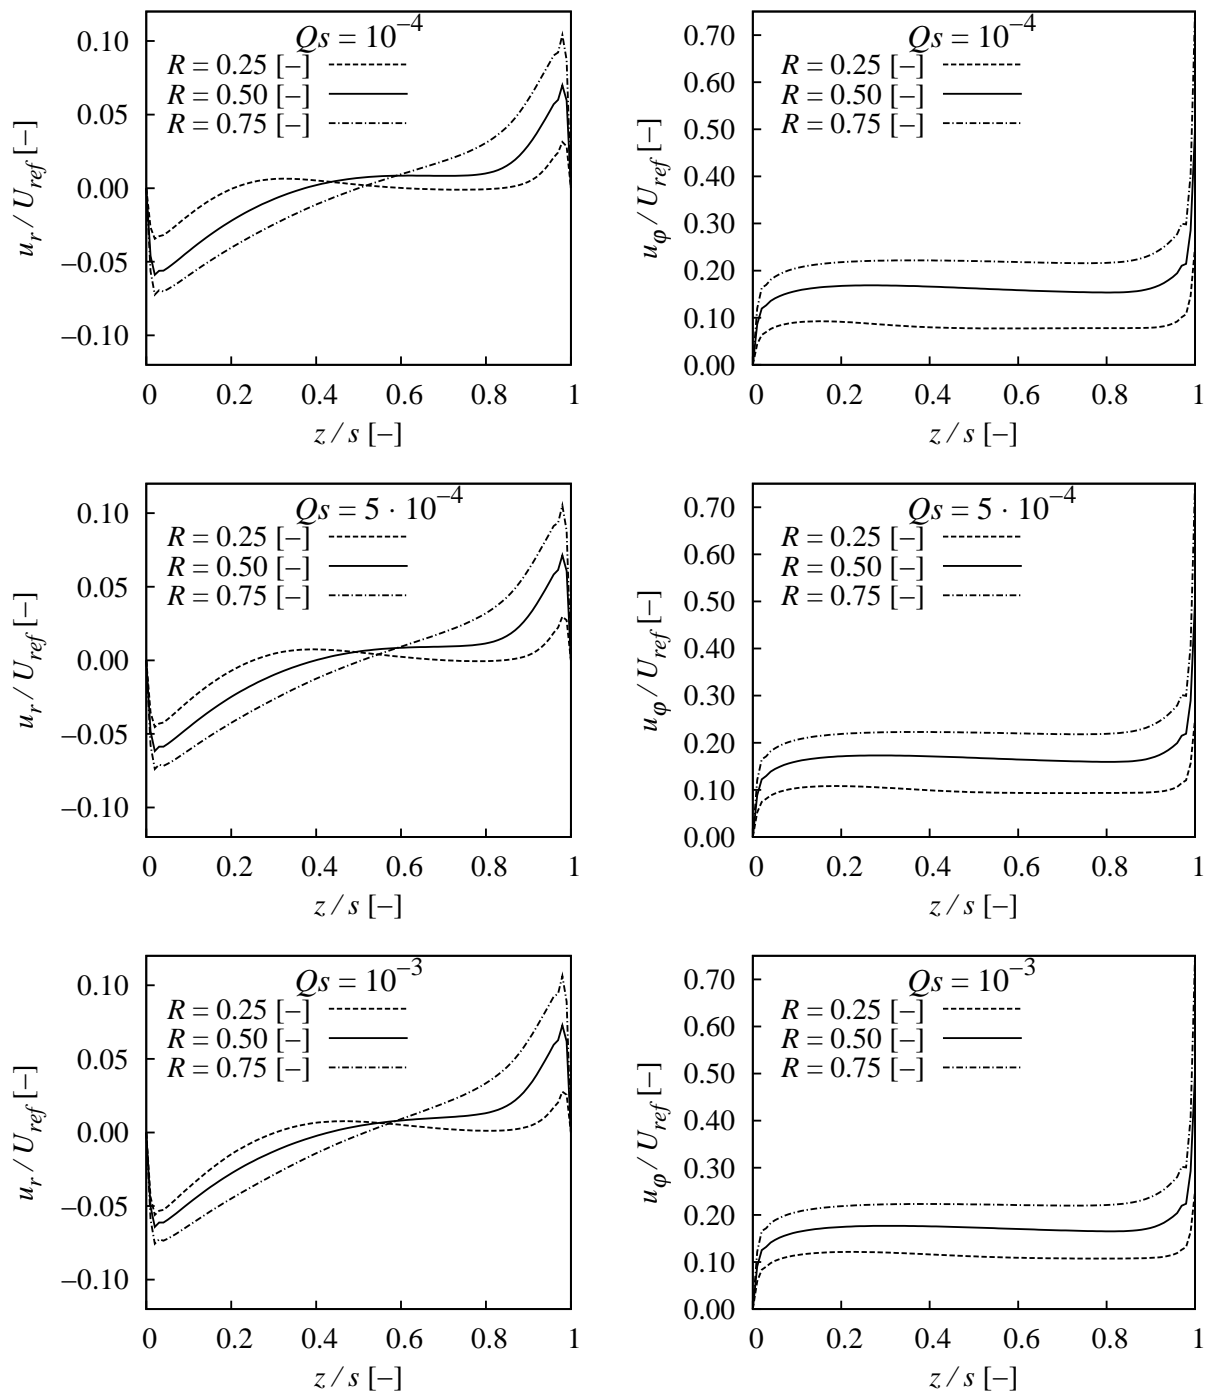 Qs = 10⁻⁴
R = 0.25 [–]
R = 0.50 [–]
R = 0.75 [–]
0.10
0.05
0.00
–0.05
–0.10
u_r / U_ref [–]
0 0.2 0.4 0.6 0.8 1
z / s [–]
Qs = 10⁻⁴
R = 0.25 [–]
R = 0.50 [–]
R = 0.75 [–]
0.70
0.60
0.50
0.40
0.30
0.20
0.10
0.00
u_φ / U_ref [–]
0 0.2 0.4 0.6 0.8 1
z / s [–]
Qs = 5 · 10⁻⁴
R = 0.25 [–]
R = 0.50 [–]
R = 0.75 [–]
0.10
0.05
0.00
–0.05
–0.10
u_r / U_ref [–]
0 0.2 0.4 0.6 0.8 1
z / s [–]
Qs = 5 · 10⁻⁴
R = 0.25 [–]
R = 0.50 [–]
R = 0.75 [–]
0.70
0.60
0.50
0.40
0.30
0.20
0.10
0.00
u_φ / U_ref [–]
0 0.2 0.4 0.6 0.8 1
z / s [–]
Qs = 10⁻³
R = 0.25 [–]
R = 0.50 [–]
R = 0.75 [–]
0.10
0.05
0.00
–0.05
–0.10
u_r / U_ref [–]
0 0.2 0.4 0.6 0.8 1
z / s [–]
Qs = 10⁻³
R = 0.25 [–]
R = 0.50 [–]
R = 0.75 [–]
0.70
0.60
0.50
0.40
0.30
0.20
0.10
0.00
u_φ / U_ref [–]
0 0.2 0.4 0.6 0.8 1
z / s [–]